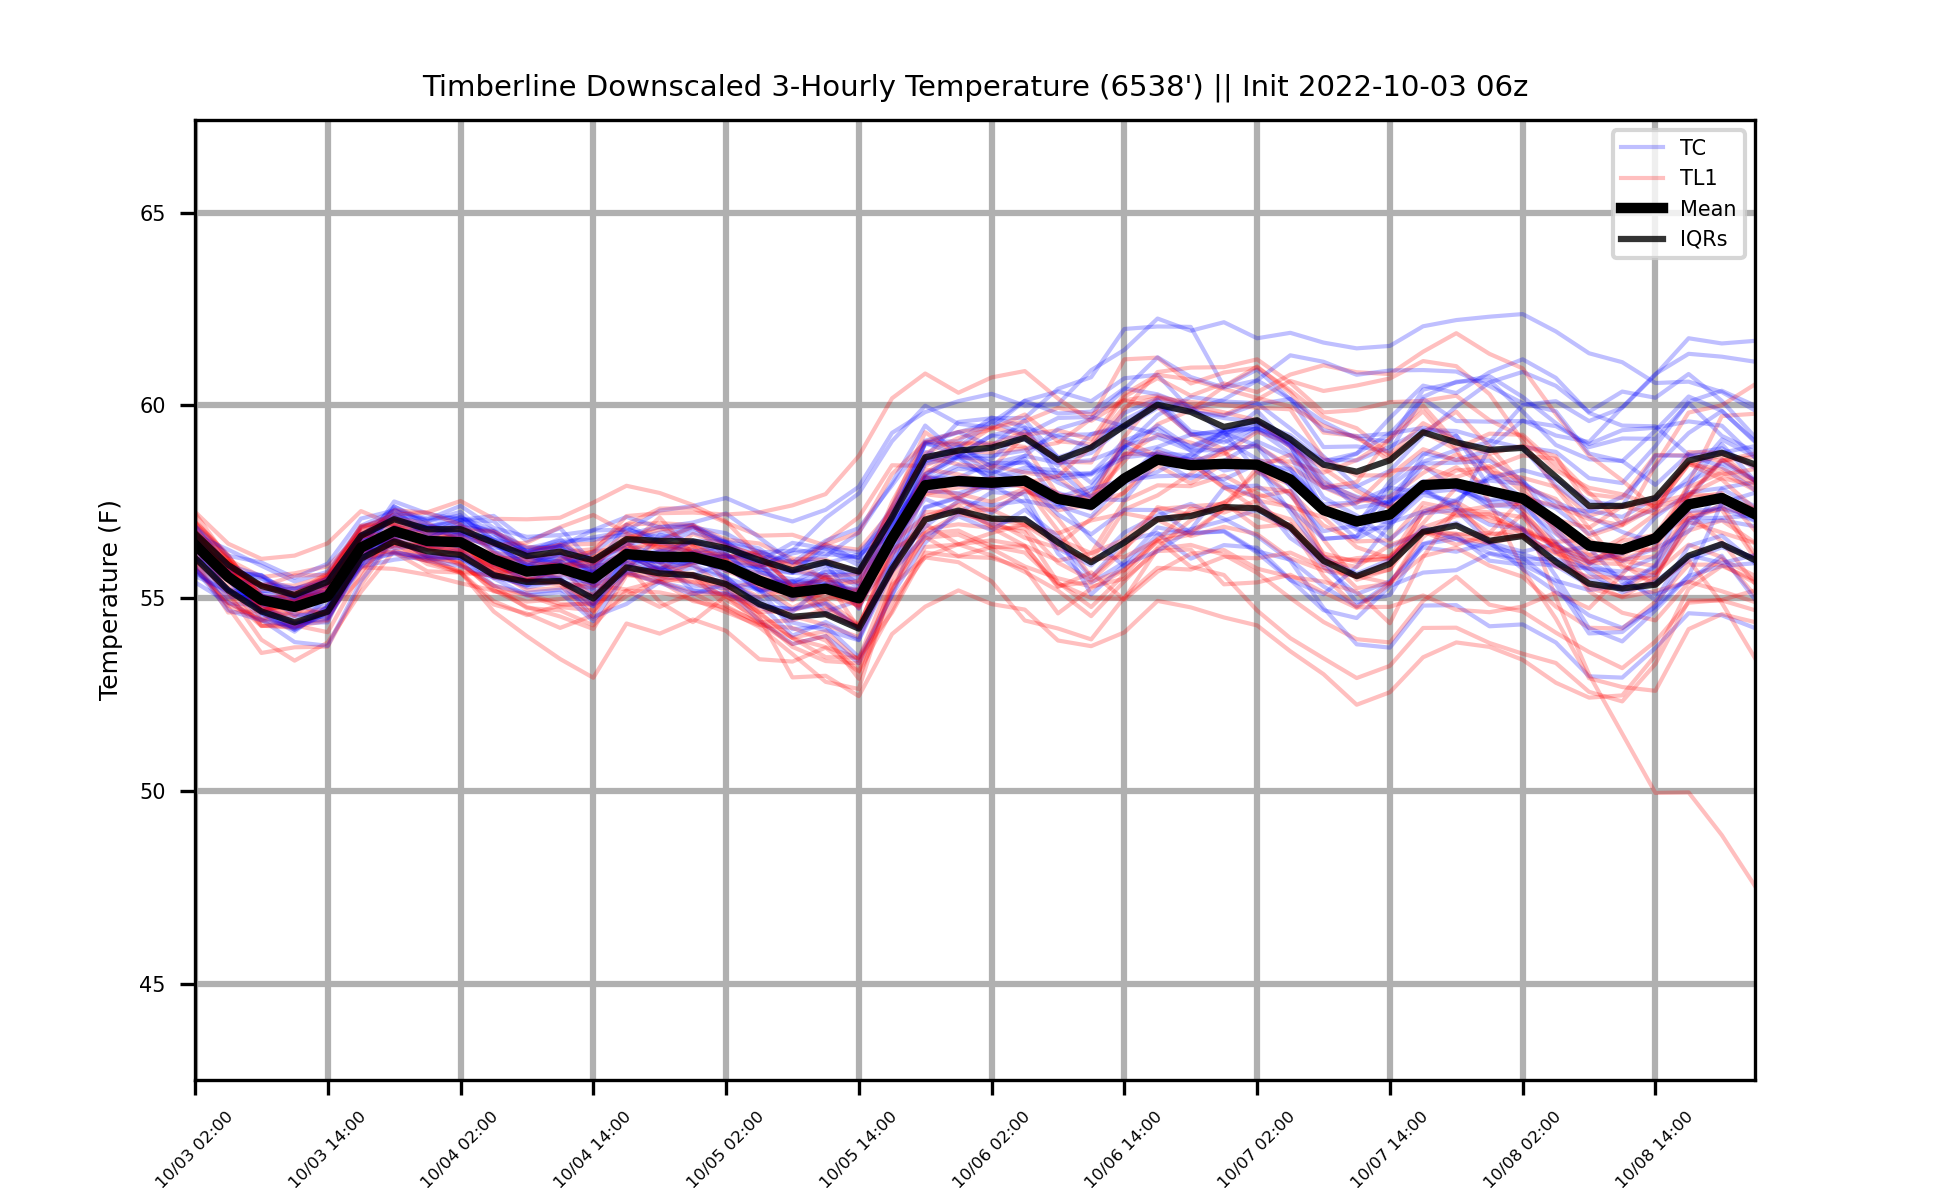 Timberline Downscaled 3-Hourly Temperature (6538') || Init 2022-10-03 06z
TC
TL1
Mean
IQRs
Temperature (F)
65
60
55
50
45
10/03 02:00
10/03 14:00
10/04 02:00
10/04 14:00
10/05 02:00
10/05 14:00
10/06 02:00
10/06 14:00
10/07 02:00
10/07 14:00
10/08 02:00
10/08 14:00